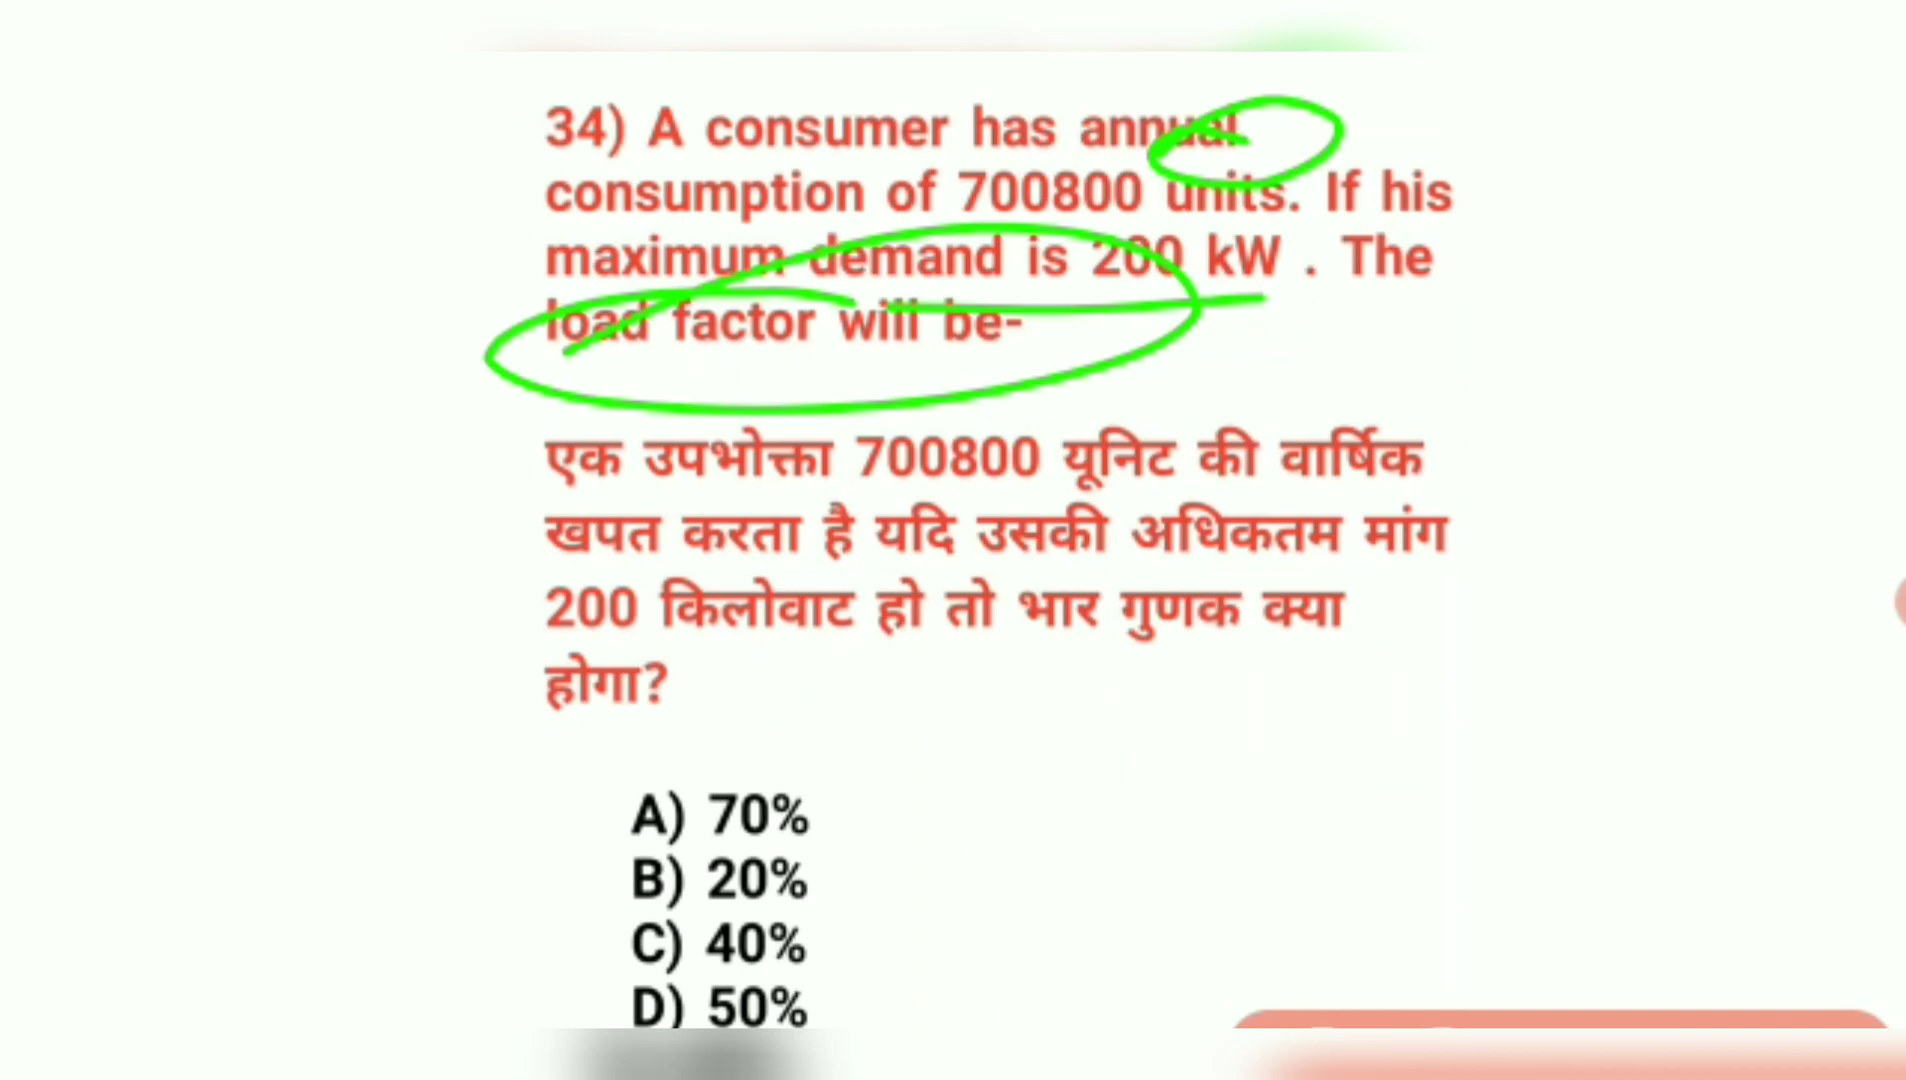 34) A consumer has annual
consumption of 700800 units. If his
maximum demand is 200 kW . The
load factor will be-
एक उपभोक्ता 700800 यूनिट की वार्षिक
खपत करता है यदि उसकी अधिकतम मांग
200 किलोवाट हो तो भार गुणक क्या
होगा?
A) 70%
B) 20%
C) 40%
D) 50%